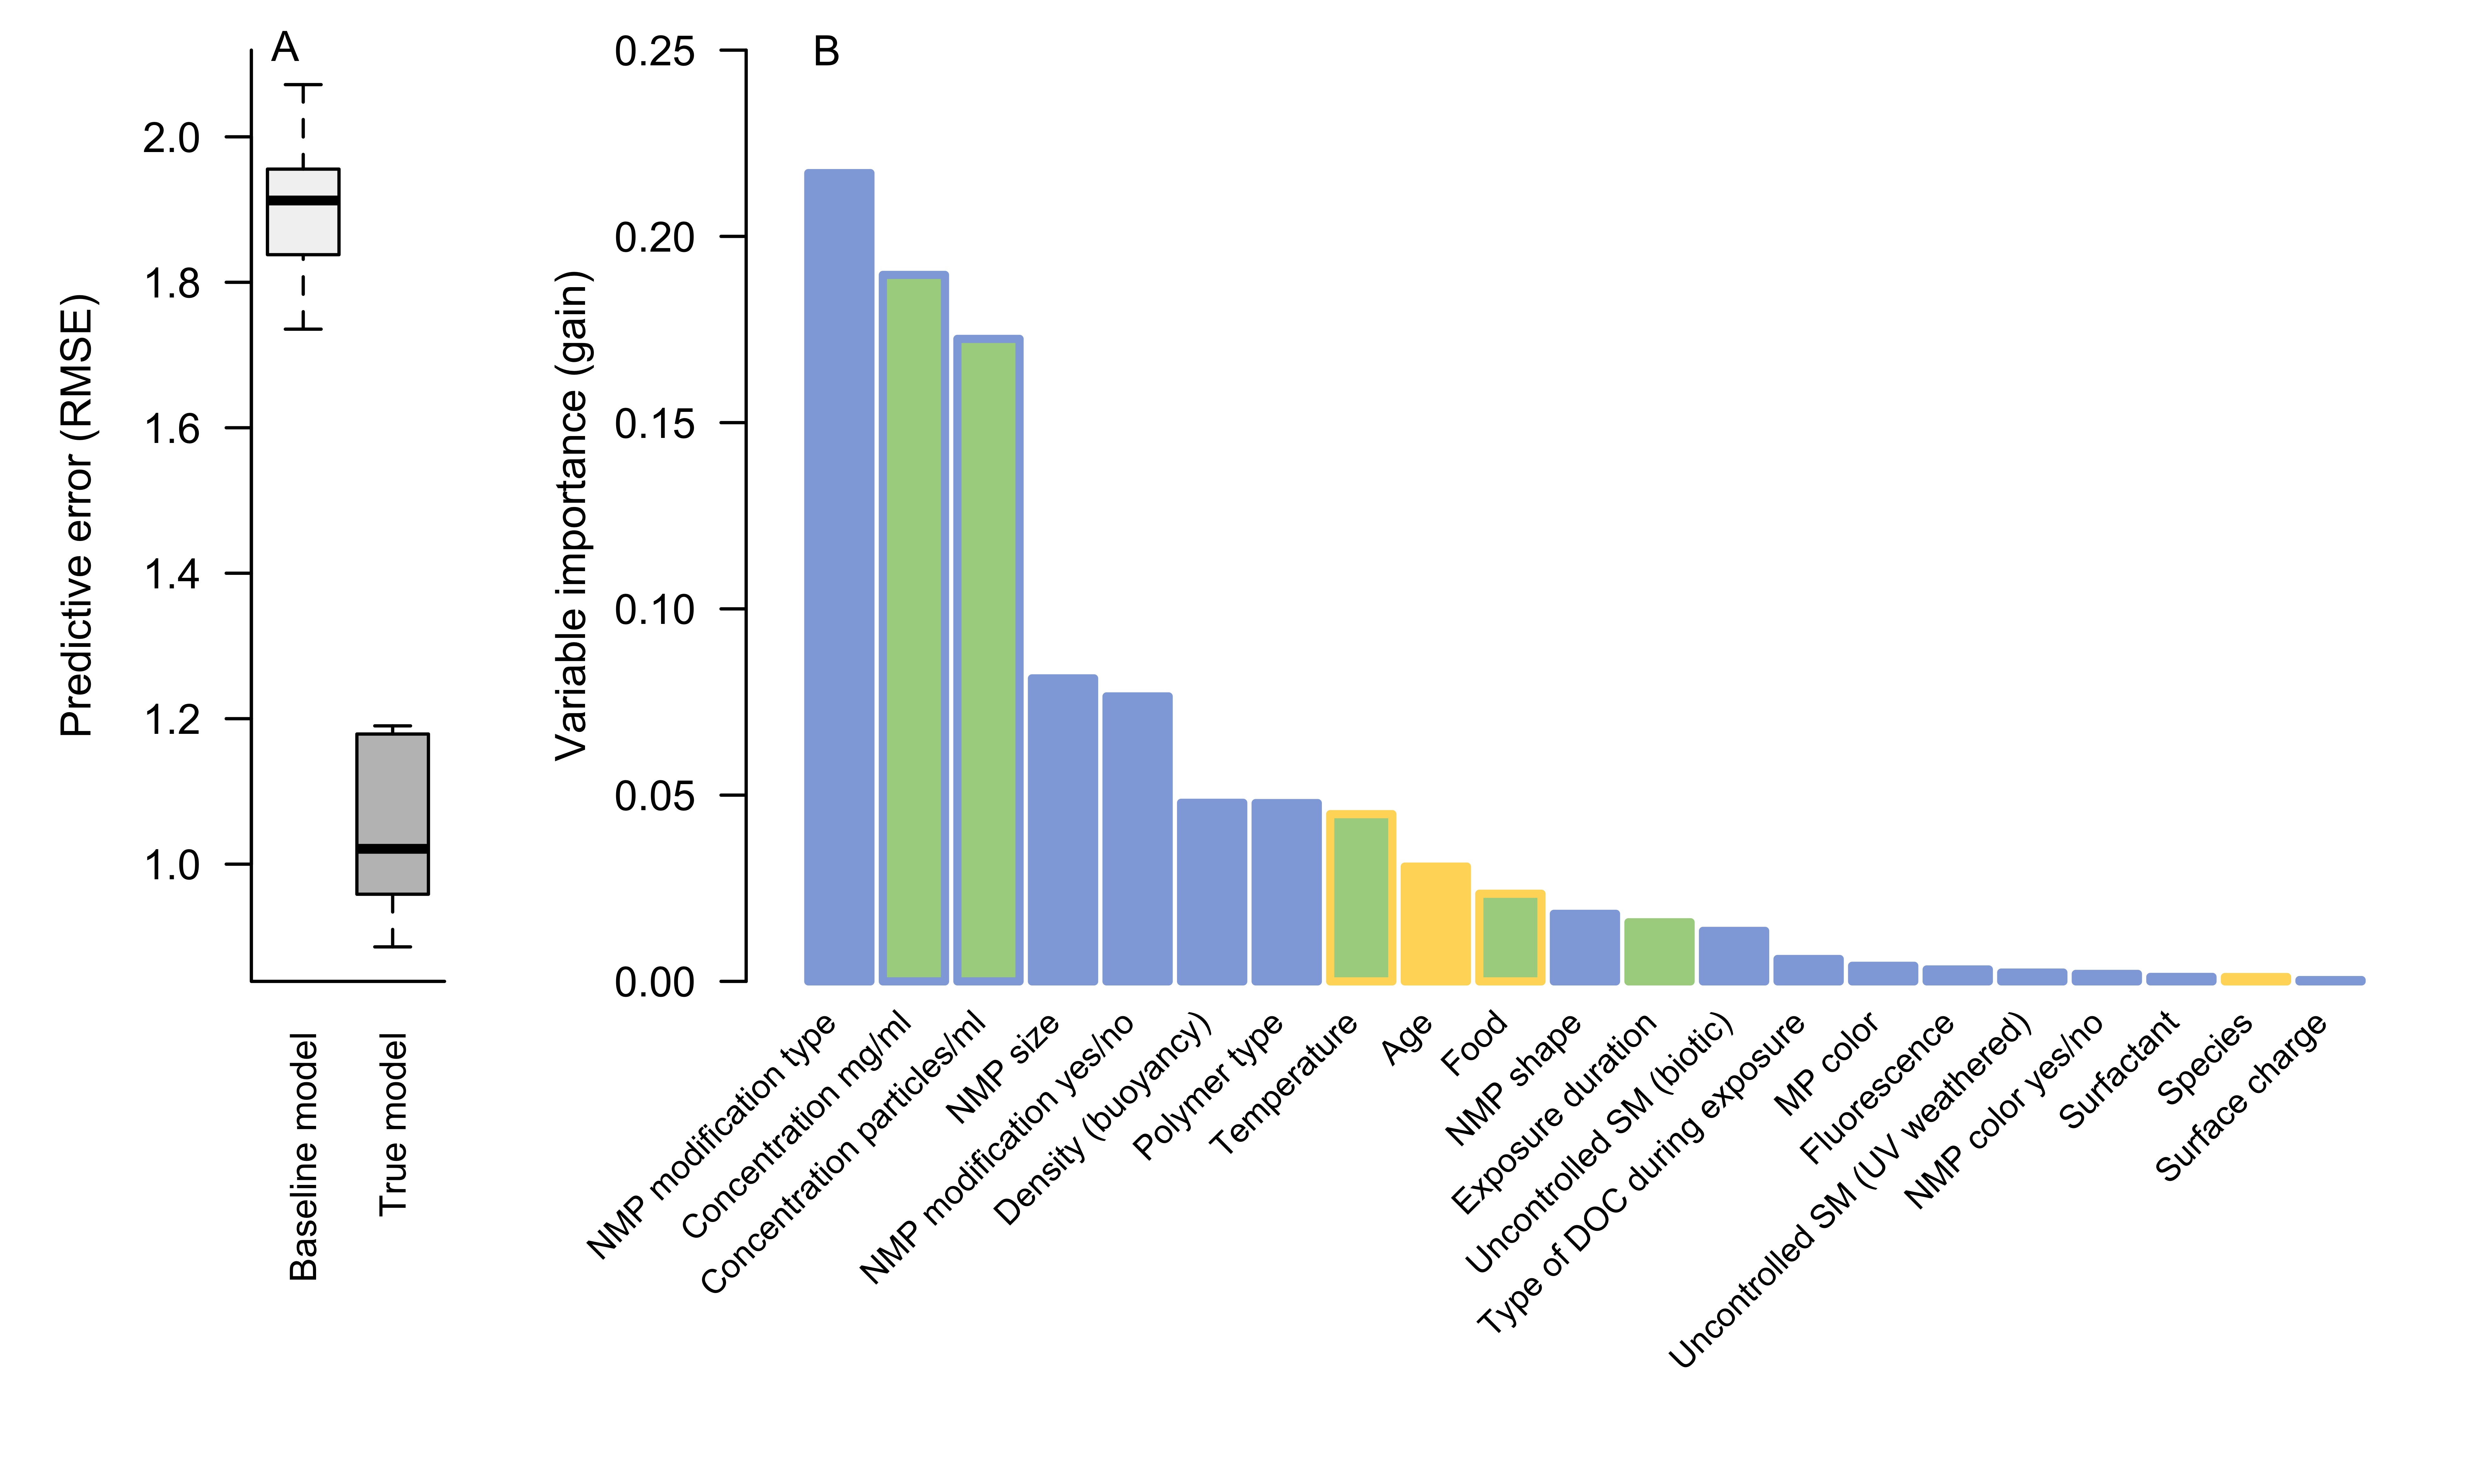 A
Predictive error (RMSE)
2.0
1.8
1.6
1.4
1.2
1.0
Baseline model
True model
B
Variable importance (gain)
0.25
0.20
0.15
0.10
0.05
0.00
NMP modification type
Concentration mg/ml
Concentration particles/ml
NMP size
NMP modification yes/no
Density (buoyancy)
Polymer type
Temperature
Age
Food
NMP shape
Exposure duration
Uncontrolled SM (biotic)
Type of DOC during exposure
MP color
Fluorescence
Uncontrolled SM (UV weathered)
NMP color yes/no
Surfactant
Species
Surface charge